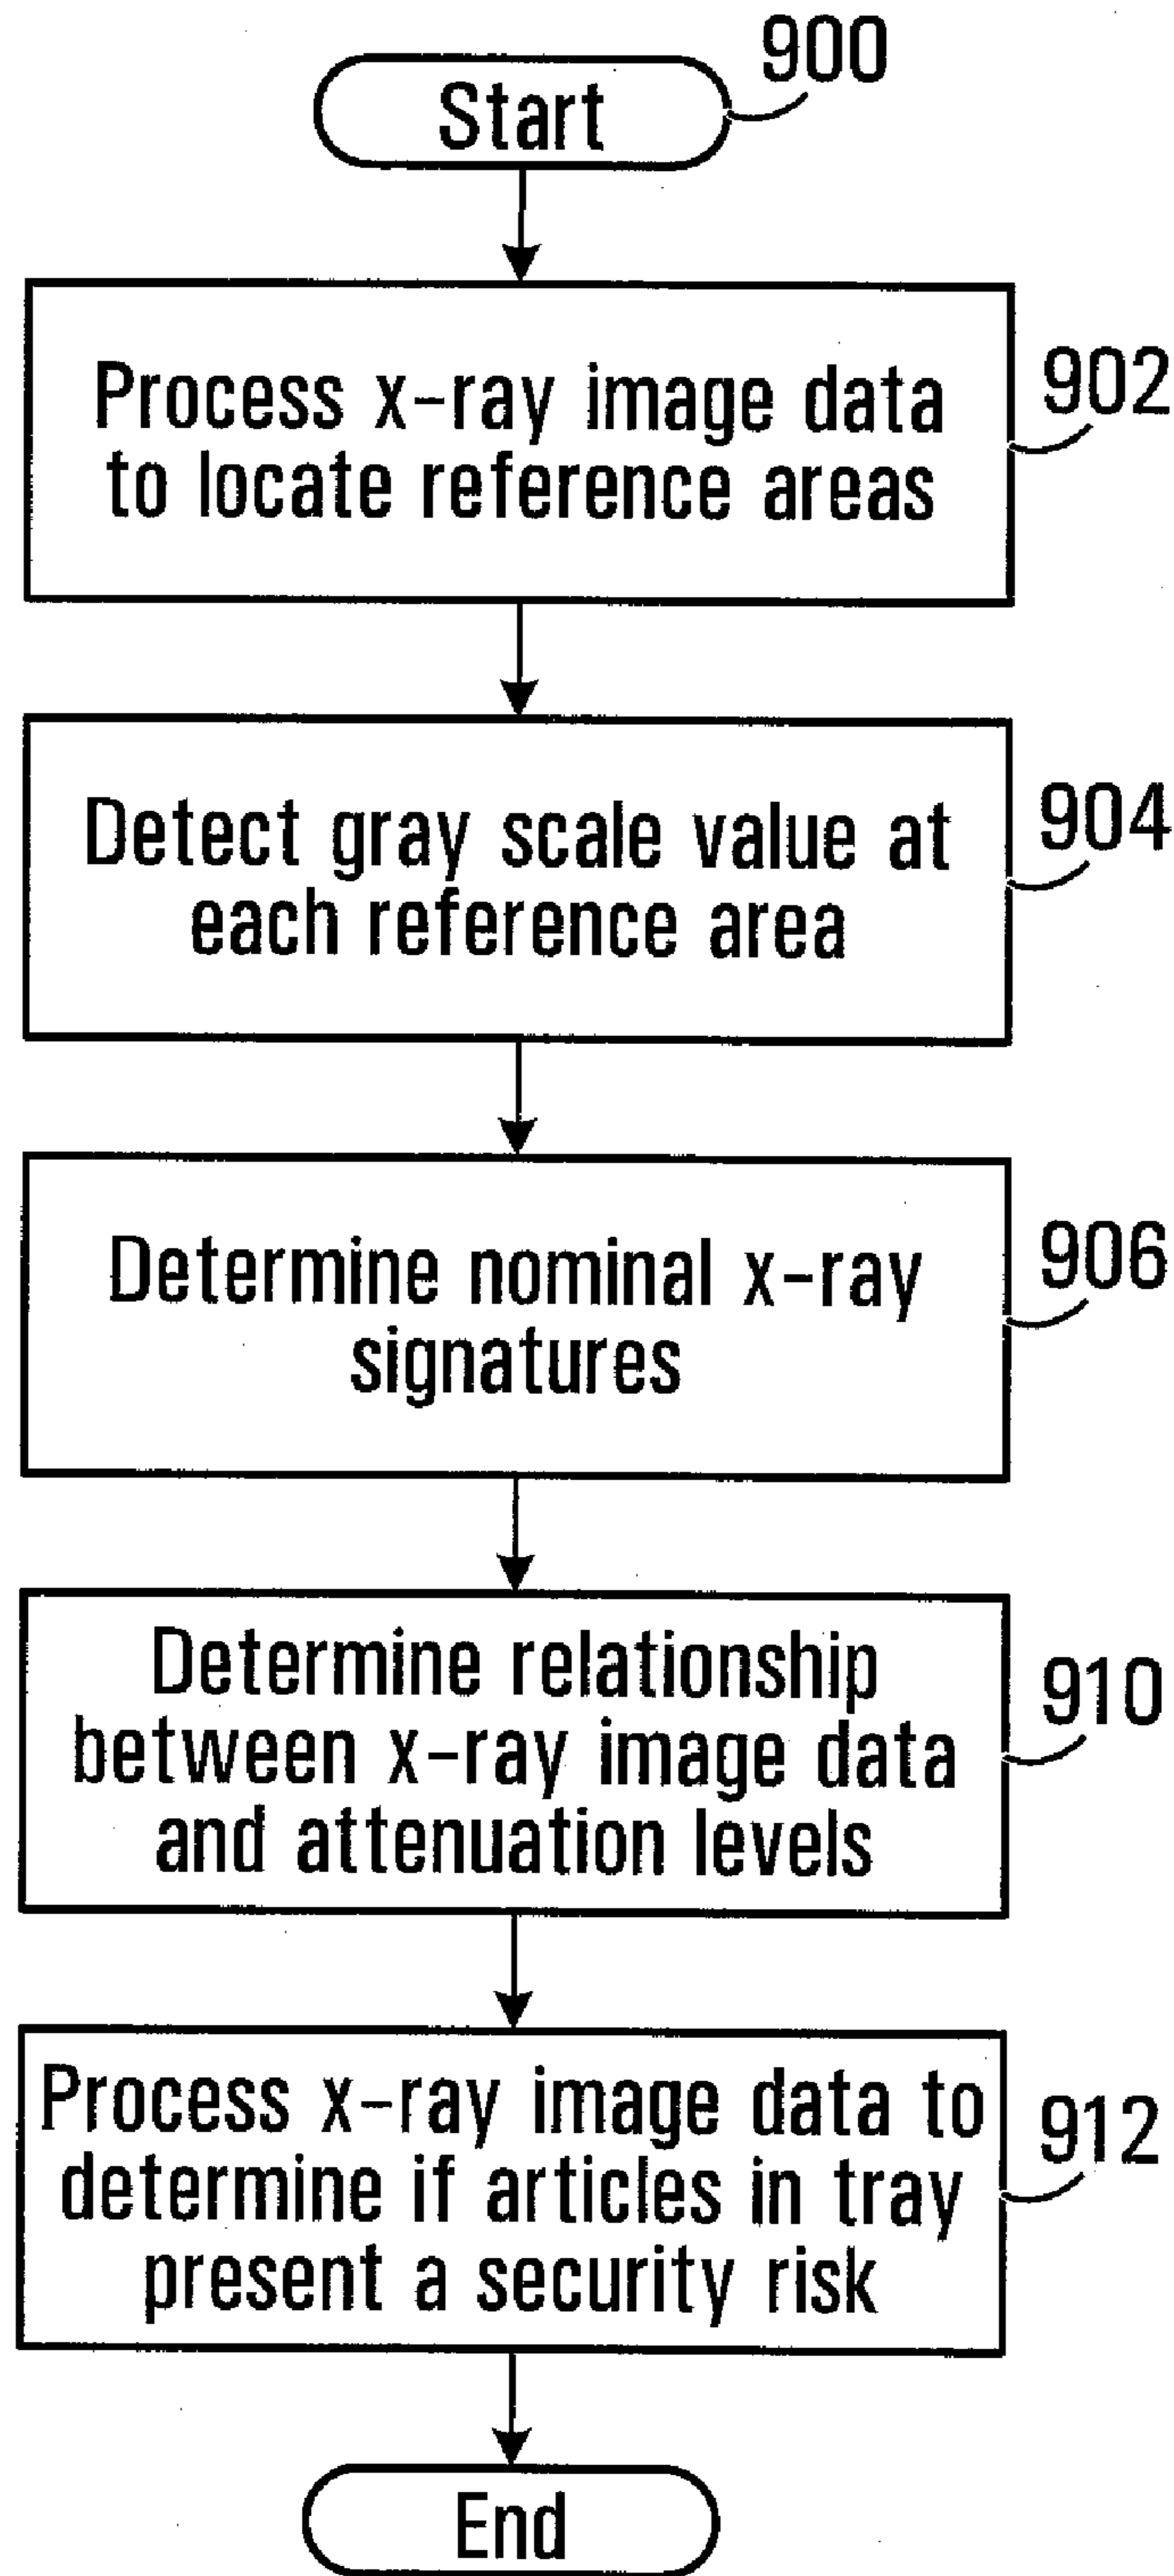 900
Start
902
Process x-ray image data
to locate reference areas
904
Detect gray scale value at
each reference area
906
Determine nominal x-ray
signatures
910
Determine relationship
between x-ray image data
and attenuation levels
912
Process x-ray image data to
determine if articles in tray
present a security risk
End